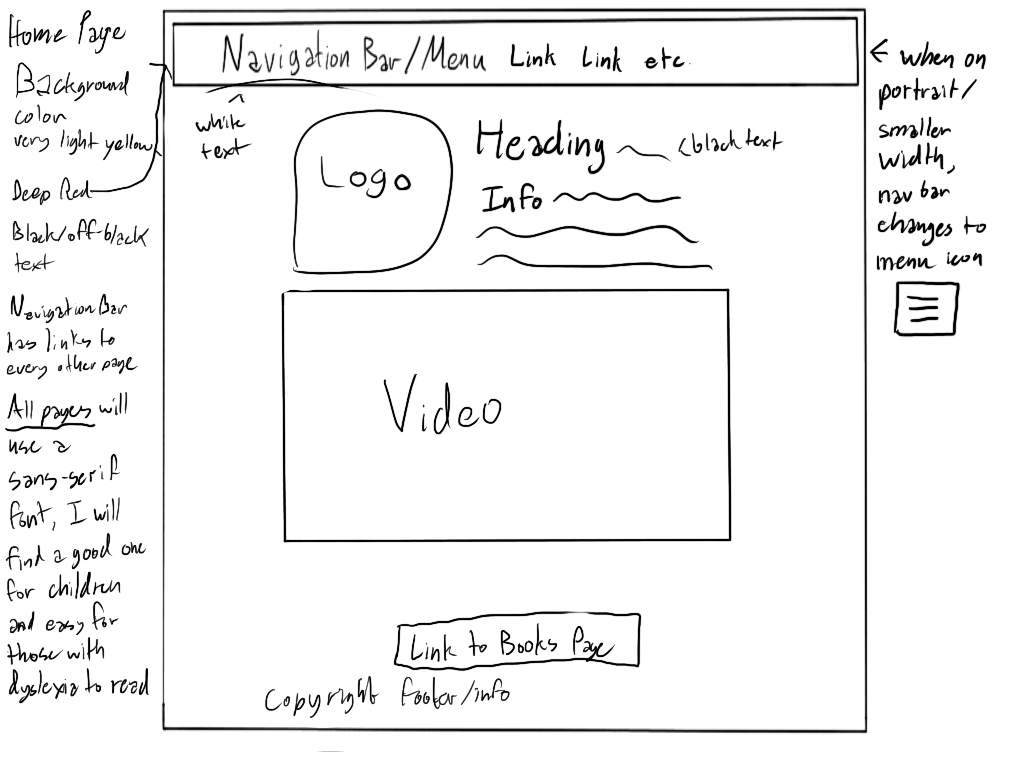 Home Page
Background
color
very light yellow
Deep Red
Black/off-black
text
Navigation Bar
has links to
every other page
All pages will
use a
sans-serif
font, I will
find a good one
for children
and easy for
those with
dyslexia to read
Navigation Bar/Menu Link Link etc.
white
text
Logo
Heading
<black text
Info
Video
Link to Books Page
Copyright footer/info
← when on
portrait/
smaller
width,
nav bar
changes to
menu icon